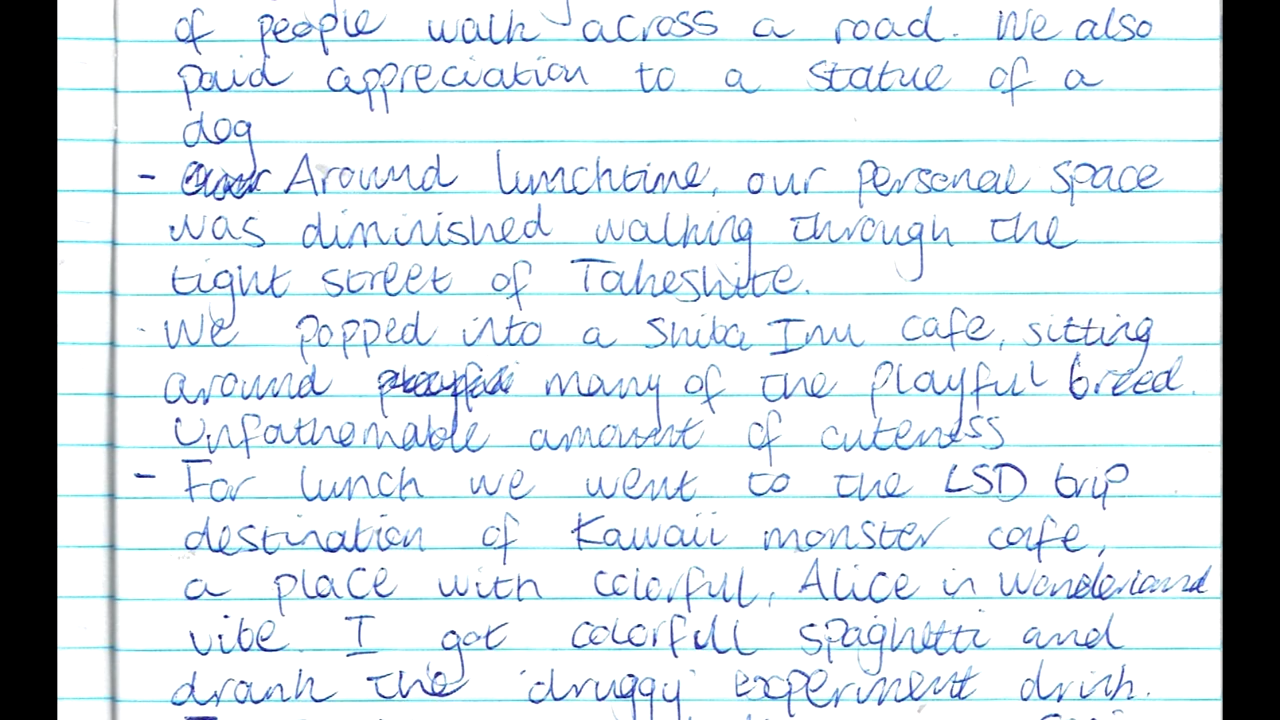 of people walk across a road. We also
paid appreciation to a statue of a
dog
- Around lunchtime, our personal space
was diminished walking through the
tight street of Takeshite.
- We popped into a Shiba Inu cafe, sitting
around many of the playful breed.
Unfathomable amount of cuteness
- For lunch we went to the LSD trip
destination of Kawaii monster cafe,
a place with colorful, Alice in Wonderland
vibe. I got colorfull spaghetti and
drank the 'druggy' experiment drink.